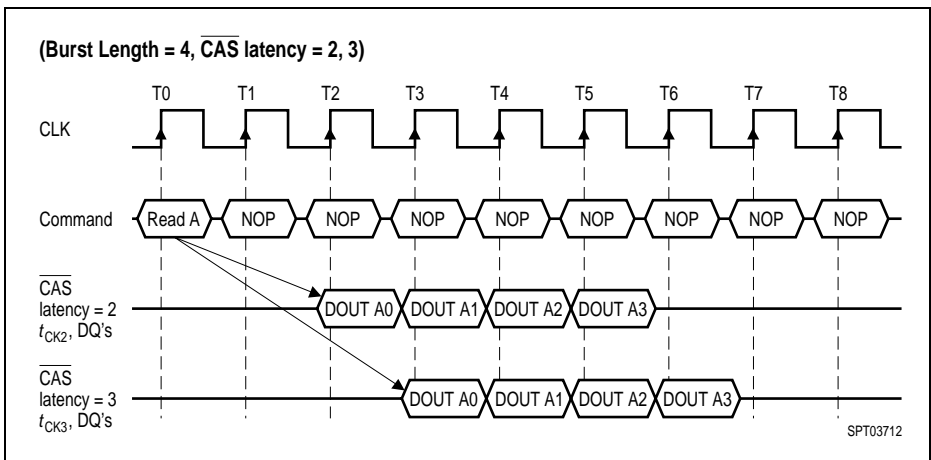 (Burst Length = 4, CAS latency = 2, 3)
T0 T1 T2 T3 T4 T5 T6 T7 T8
CLK
Command Read A NOP NOP NOP NOP NOP NOP NOP NOP
CAS
latency = 2 DOUT A0 DOUT A1 DOUT A2 DOUT A3
tCK2, DQ's
CAS
latency = 3 DOUT A0 DOUT A1 DOUT A2 DOUT A3
tCK3, DQ's
SPT03712